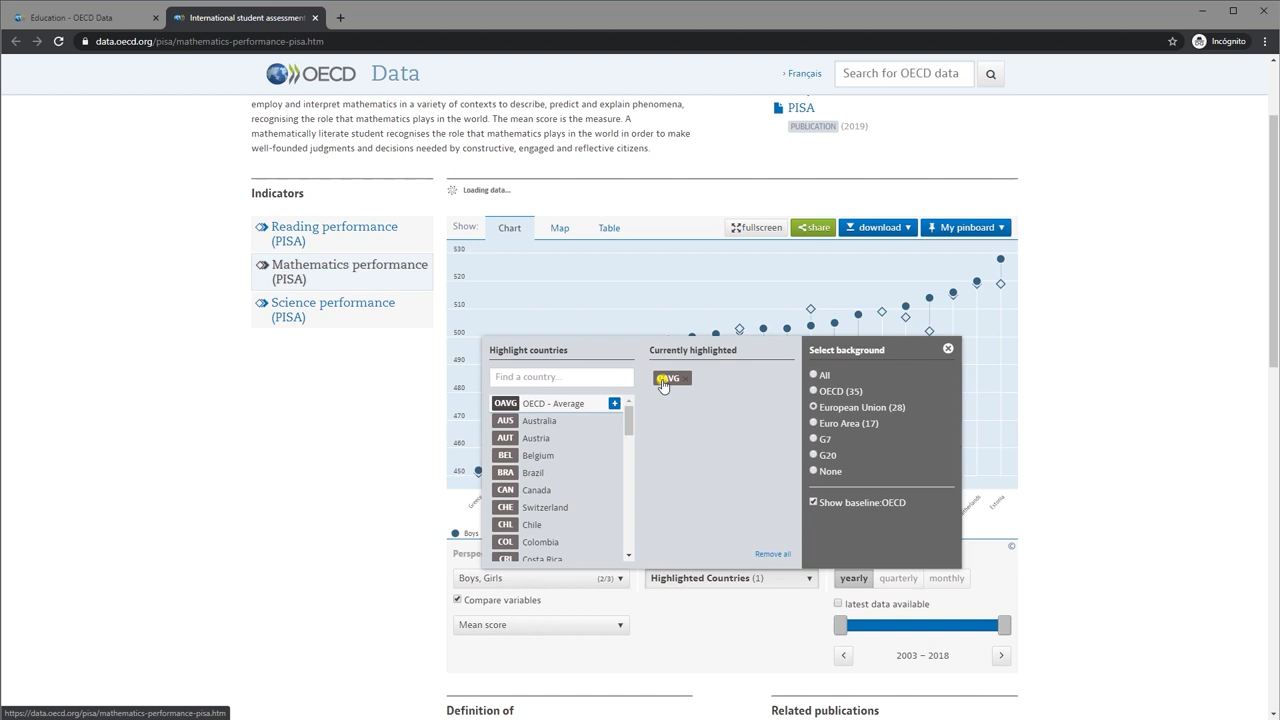 Education - OECD Data
International student assessment
data.oecd.org/pisa/mathematics-performance-pisa.htm
Incógnito
OECD Data
Français
Search for OECD data
employ and interpret mathematics in a variety of contexts to describe, predict and explain phenomena,
recognising the role that mathematics plays in the world. The mean score is the measure. A
mathematically literate student recognises the role that mathematics plays in the world in order to make
well-founded judgments and decisions needed by constructive, engaged and reflective citizens.
PISA
PUBLICATION (2019)
Indicators
Reading performance
(PISA)
Mathematics performance
(PISA)
Science performance
(PISA)
Loading data...
Show: Chart Map Table
fullscreen share download My pinboard
530
520
510
500
490
480
470
460
450
Highlight countries
Find a country...
OAVG OECD - Average
AUS Australia
AUT Austria
BEL Belgium
BRA Brazil
CAN Canada
CHE Switzerland
CHL Chile
COL Colombia
CRI Costa Rica
Currently highlighted
Remove all
Select background
All
OECD (35)
European Union (28)
Euro Area (17)
G7
G20
None
Show baseline:OECD
Estonia
Boys
©
Boys, Girls (2/3)
Compare variables
Mean score
Highlighted Countries (1)
yearly quarterly monthly
latest data available
2003 – 2018
Definition of
Related publications
https://data.oecd.org/pisa/mathematics-performance-pisa.htm